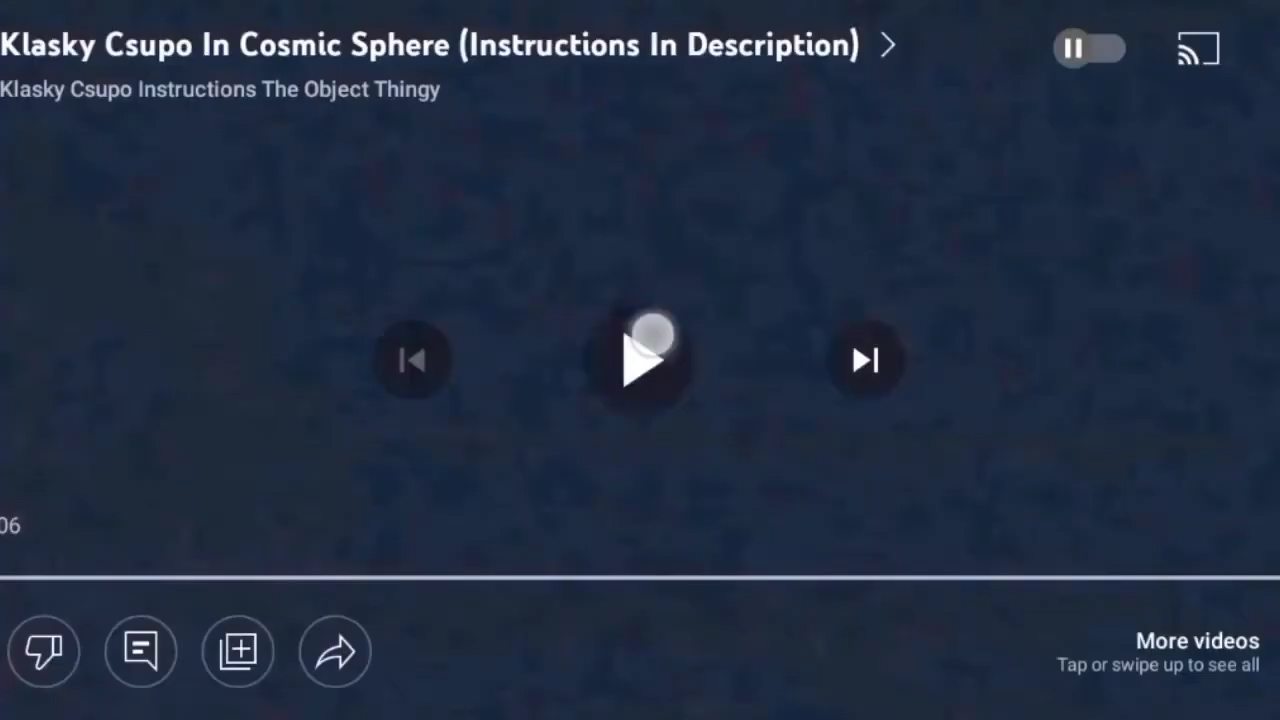 Klasky Csupo In Cosmic Sphere (Instructions In Description)
Klasky Csupo Instructions The Object Thingy
06
More videos
Tap or swipe up to see all